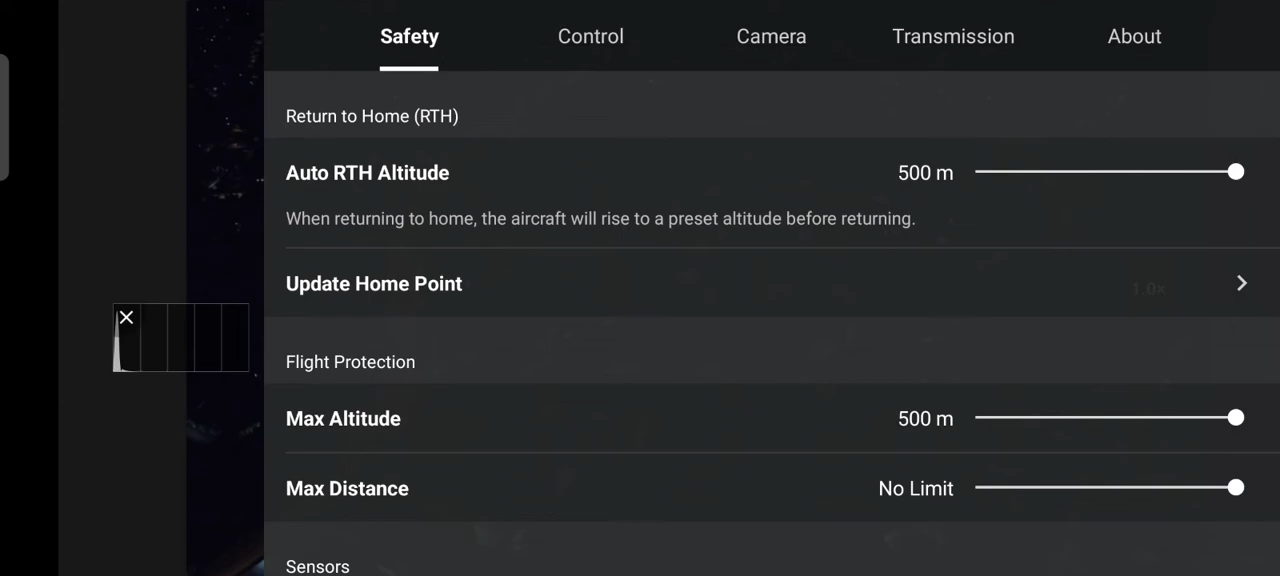 Safety Control Camera Transmission About
Return to Home (RTH)
Auto RTH Altitude 500 m
When returning to home, the aircraft will rise to a preset altitude before returning.
Update Home Point
1.0×
Flight Protection
Max Altitude 500 m
Max Distance No Limit
Sensors